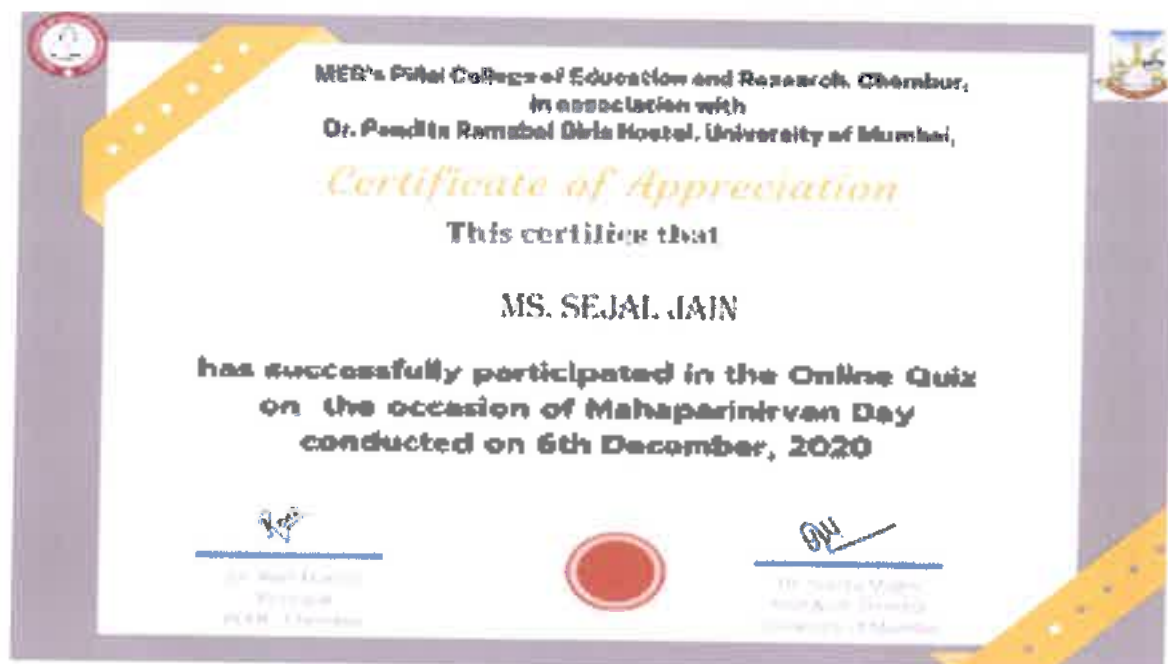 MES's Pillai College of Education and Research, Chembur,
in association with
Dr. Pandita Ramabai Girls Hostel, University of Mumbai,
Certificate of Appreciation
This certifies that
MS. SEJAL JAIN
has successfully participated in the Online Quiz
on the occasion of Mahaparinirvan Day
conducted on 6th December, 2020